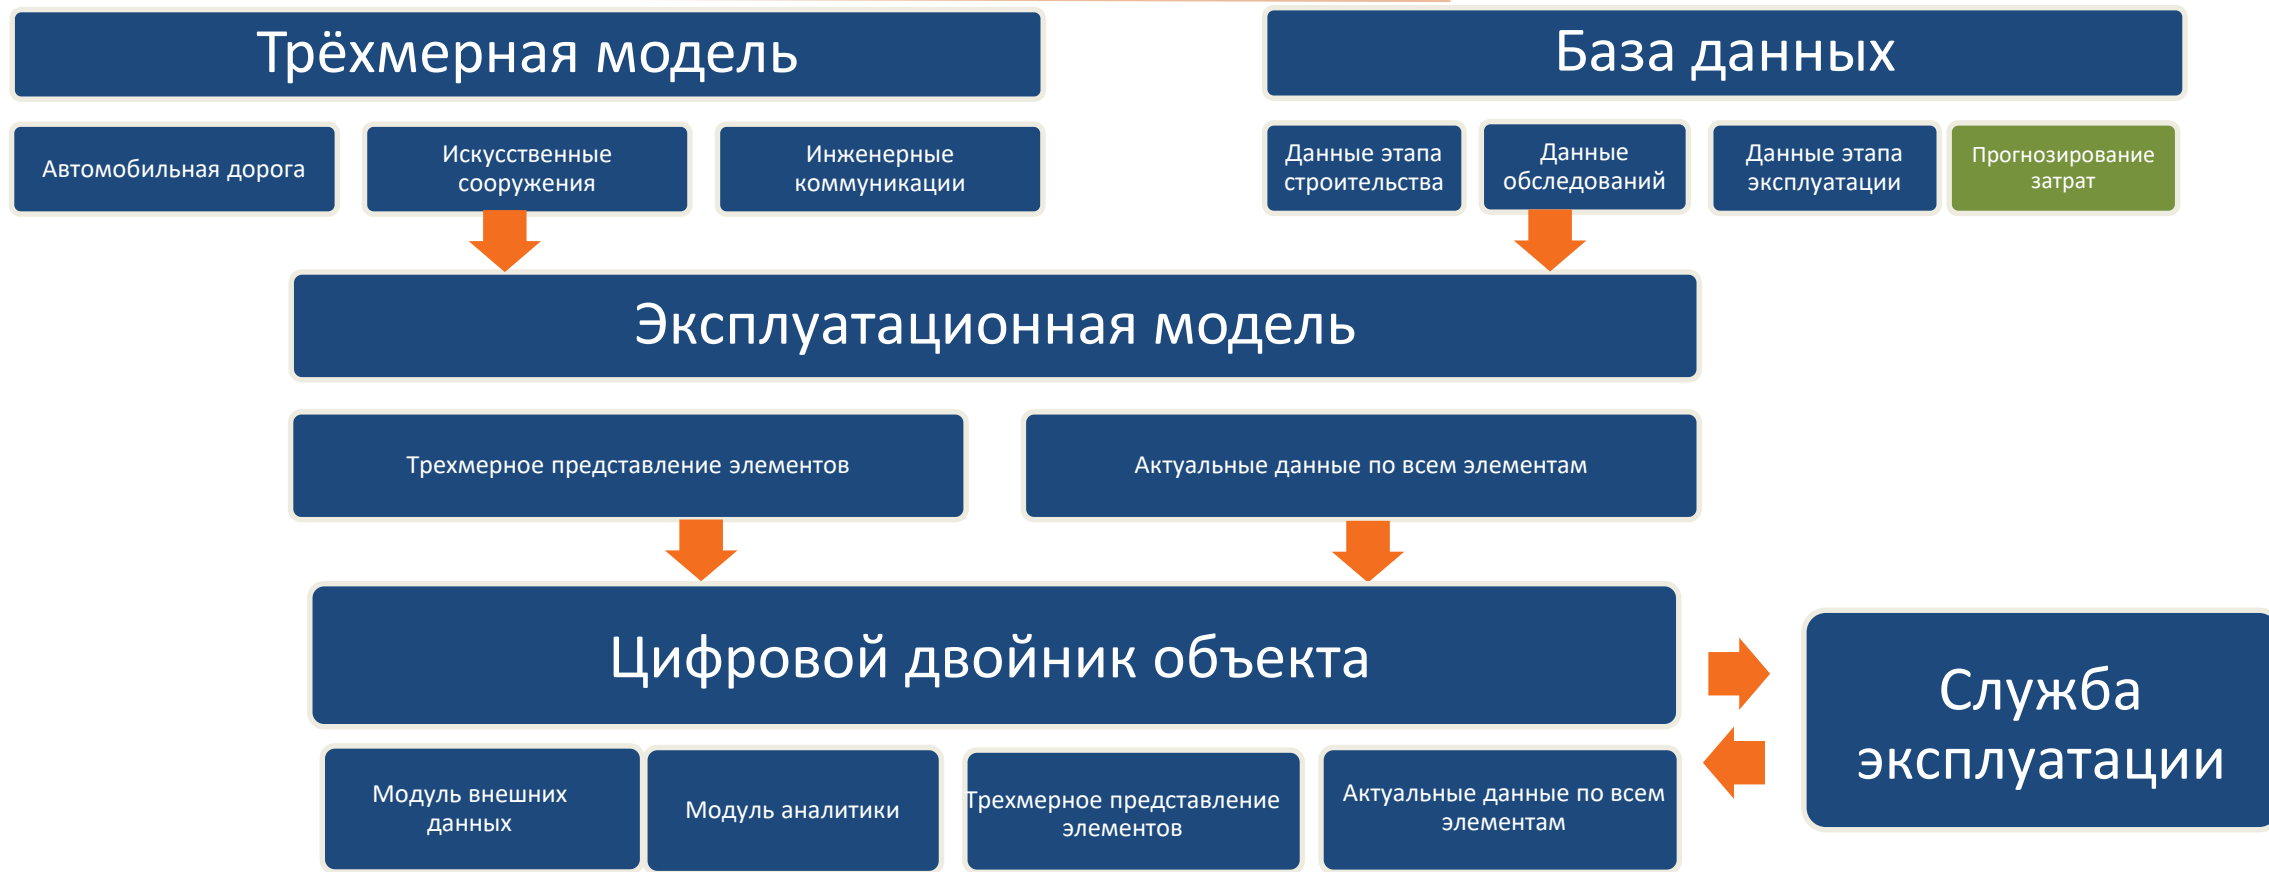 Трёхмерная модель
База данных
Автомобильная дорога
Искусственные
сооружения
Инженерные
коммуникации
Данные этапа
строительства
Данные
обследований
Данные этапа
эксплуатации
Прогнозирование
затрат
Эксплуатационная модель
Трехмерное представление элементов
Актуальные данные по всем элементам
Цифровой двойник объекта
Служба
эксплуатации
Модуль внешних
данных
Модуль аналитики
Трехмерное представление
элементов
Актуальные данные по всем
элементам